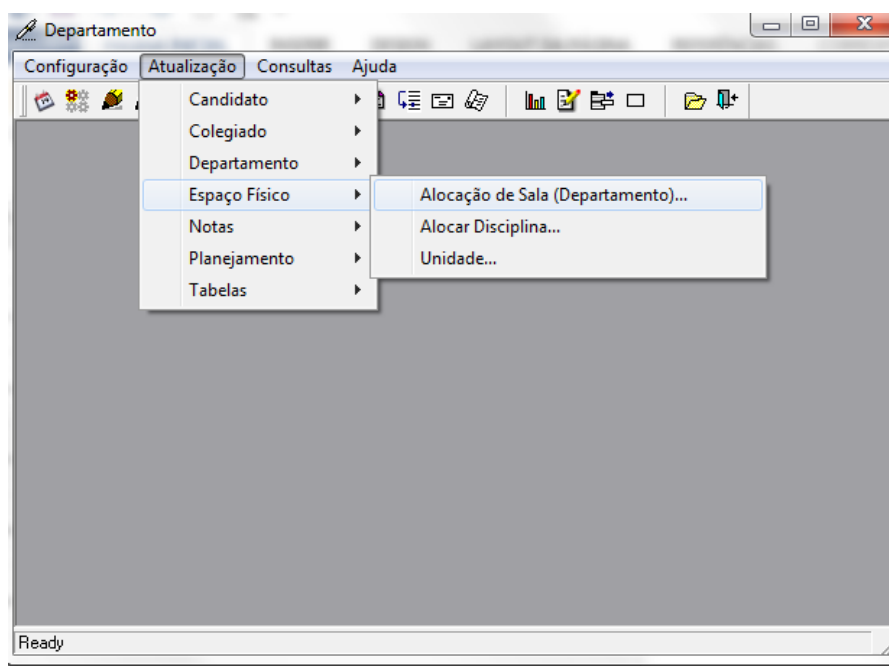 Departamento
Configuração Atualização Consultas Ajuda
Candidato
Colegiado
Departamento
Espaço Físico
Notas
Planejamento
Tabelas
Alocação de Sala (Departamento)...
Alocar Disciplina...
Unidade...
Ready